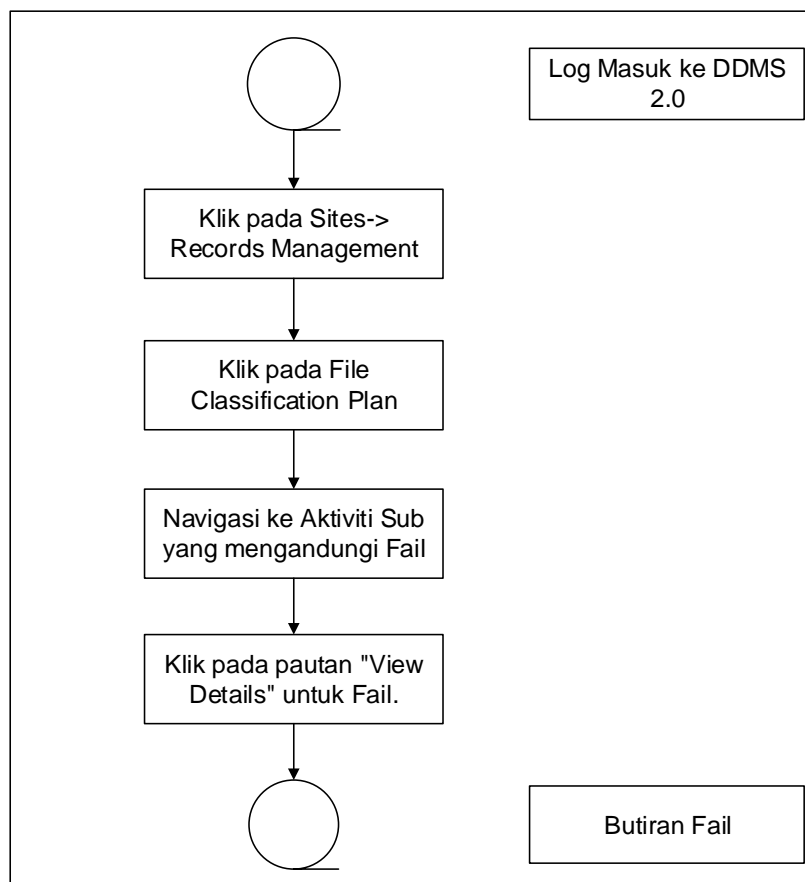 Log Masuk ke DDMS
2.0
Klik pada Sites->
Records Management
Klik pada File
Classification Plan
Navigasi ke Aktiviti Sub
yang mengandungi Fail
Klik pada pautan "View
Details" untuk Fail.
Butiran Fail